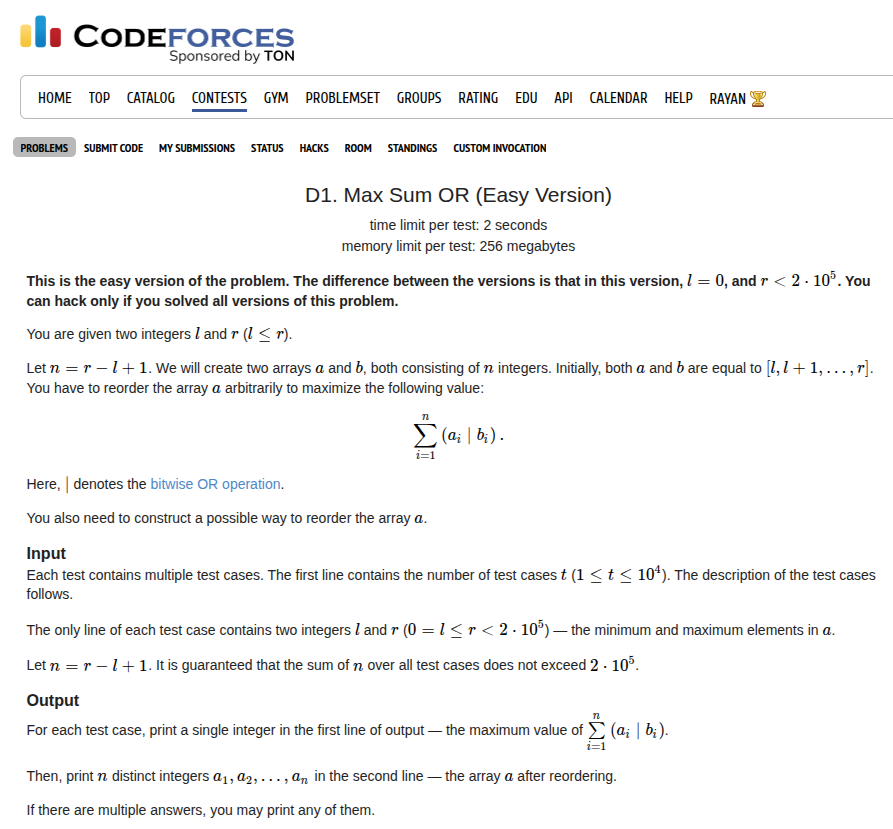 CODEFORCES
Sponsored by TON
HOME TOP CATALOG CONTESTS GYM PROBLEMSET GROUPS RATING EDU API CALENDAR HELP RAYAN 🏆
PROBLEMS SUBMIT CODE MY SUBMISSIONS STATUS HACKS ROOM STANDINGS CUSTOM INVOCATION
D1. Max Sum OR (Easy Version)
time limit per test: 2 seconds
memory limit per test: 256 megabytes
This is the easy version of the problem. The difference between the versions is that in this version, l = 0, and r < 2 · 10^5. You
can hack only if you solved all versions of this problem.
You are given two integers l and r (l ≤ r).
Let n = r − l + 1. We will create two arrays a and b, both consisting of n integers. Initially, both a and b are equal to [l, l + 1, . . . , r].
You have to reorder the array a arbitrarily to maximize the following value:
∑_{i=1}^{n} (a_i | b_i).
Here, | denotes the bitwise OR operation.
You also need to construct a possible way to reorder the array a.
Input
Each test contains multiple test cases. The first line contains the number of test cases t (1 ≤ t ≤ 10^4). The description of the test cases
follows.
The only line of each test case contains two integers l and r (0 = l ≤ r < 2 · 10^5) — the minimum and maximum elements in a.
Let n = r − l + 1. It is guaranteed that the sum of n over all test cases does not exceed 2 · 10^5.
Output
For each test case, print a single integer in the first line of output — the maximum value of ∑_{i=1}^{n} (a_i | b_i).
Then, print n distinct integers a_1, a_2, . . . , a_n in the second line — the array a after reordering.
If there are multiple answers, you may print any of them.